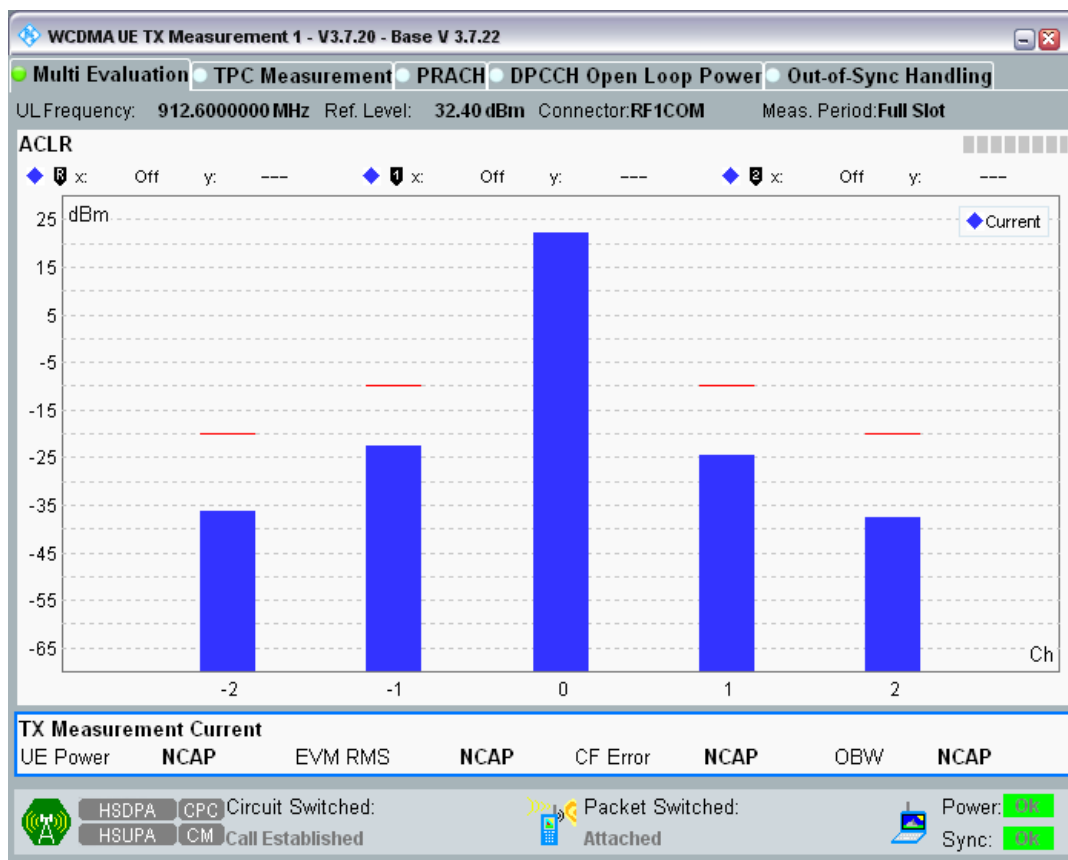 WCDMA UE TX Measurement 1 - V3.7.20 - Base V 3.7.22
Multi Evaluation TPC Measurement PRACH DPCCH Open Loop Power Out-of-Sync Handling
UL Frequency: 912.6000000 MHz Ref. Level: 32.40 dBm Connector:RF1COM Meas. Period:Full Slot
ACLR
R x: Off y: --- 1 x: Off y: --- 2 x: Off y: ---
dBm
Current
25
15
5
-5
-15
-25
-35
-45
-55
-65
Ch
-2 -1 0 1 2
TX Measurement Current
UE Power NCAP EVM RMS NCAP CF Error NCAP OBW NCAP
HSDPA CPC Circuit Switched: Packet Switched: Power: OK
HSUPA CM Call Established Attached Sync: OK